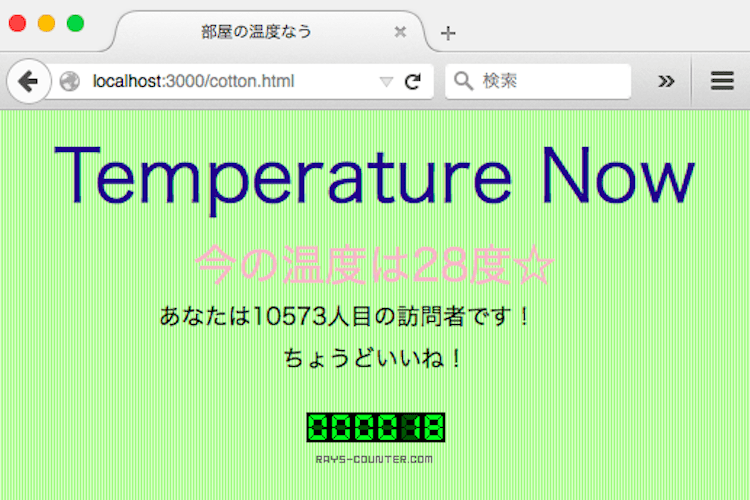 部屋の温度なう
localhost:3000/cotton.html
検索
Temperature Now
今の温度は28度☆
あなたは10573人目の訪問者です!
ちょうどいいね!
0000018
RAYS-COUNTER.COM